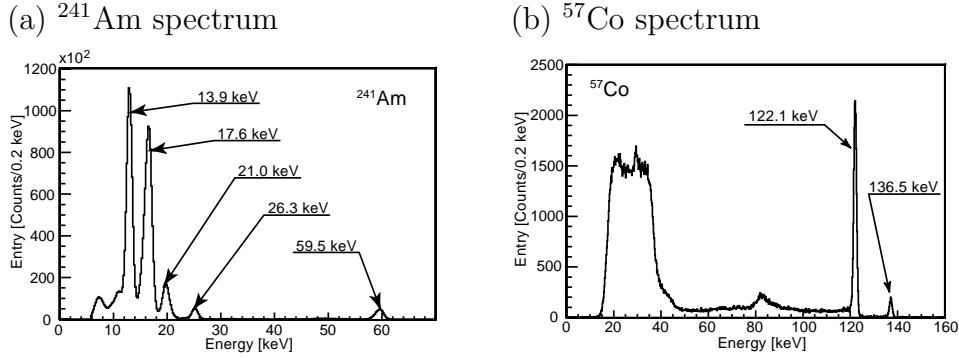 (a) ²⁴¹Am spectrum
x10²
1200
1000
800
600
400
200
0
Entry [Counts/0.2 keV]
13.9 keV
²⁴¹Am
17.6 keV
21.0 keV
26.3 keV
59.5 keV
0 10 20 30 40 50 60
Energy [keV]
(b) ⁵⁷Co spectrum
2500
2000
1500
1000
500
0
Entry [Counts/0.2 keV]
⁵⁷Co
122.1 keV
136.5 keV
0 20 40 60 80 100 120 140 160
Energy [keV]